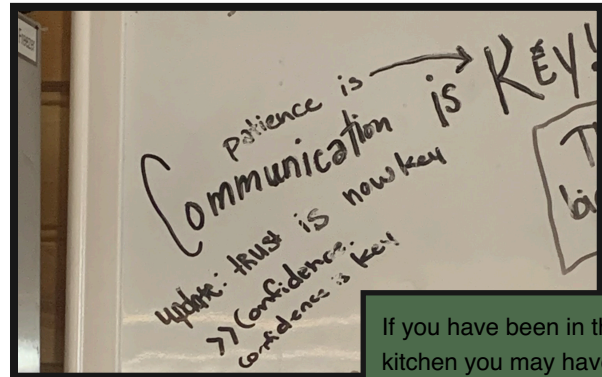 patience is
Communication is KEY!
update: trust is now key
>> Confidence.
confidence is key
If you have been in th
kitchen you may have